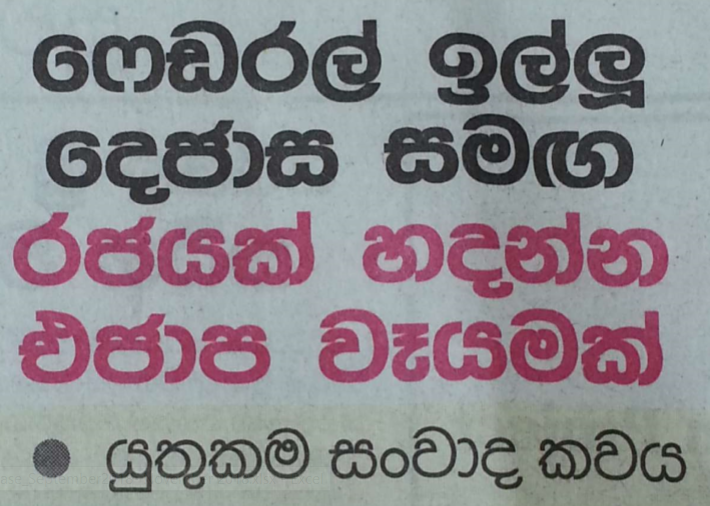 ෆෙඩරල් ඉල්ලූ
දෙජාස සමඟ
රජයක් හදන්න
එජාප වෑයමක්
● යුතුකම සංවාද කවය